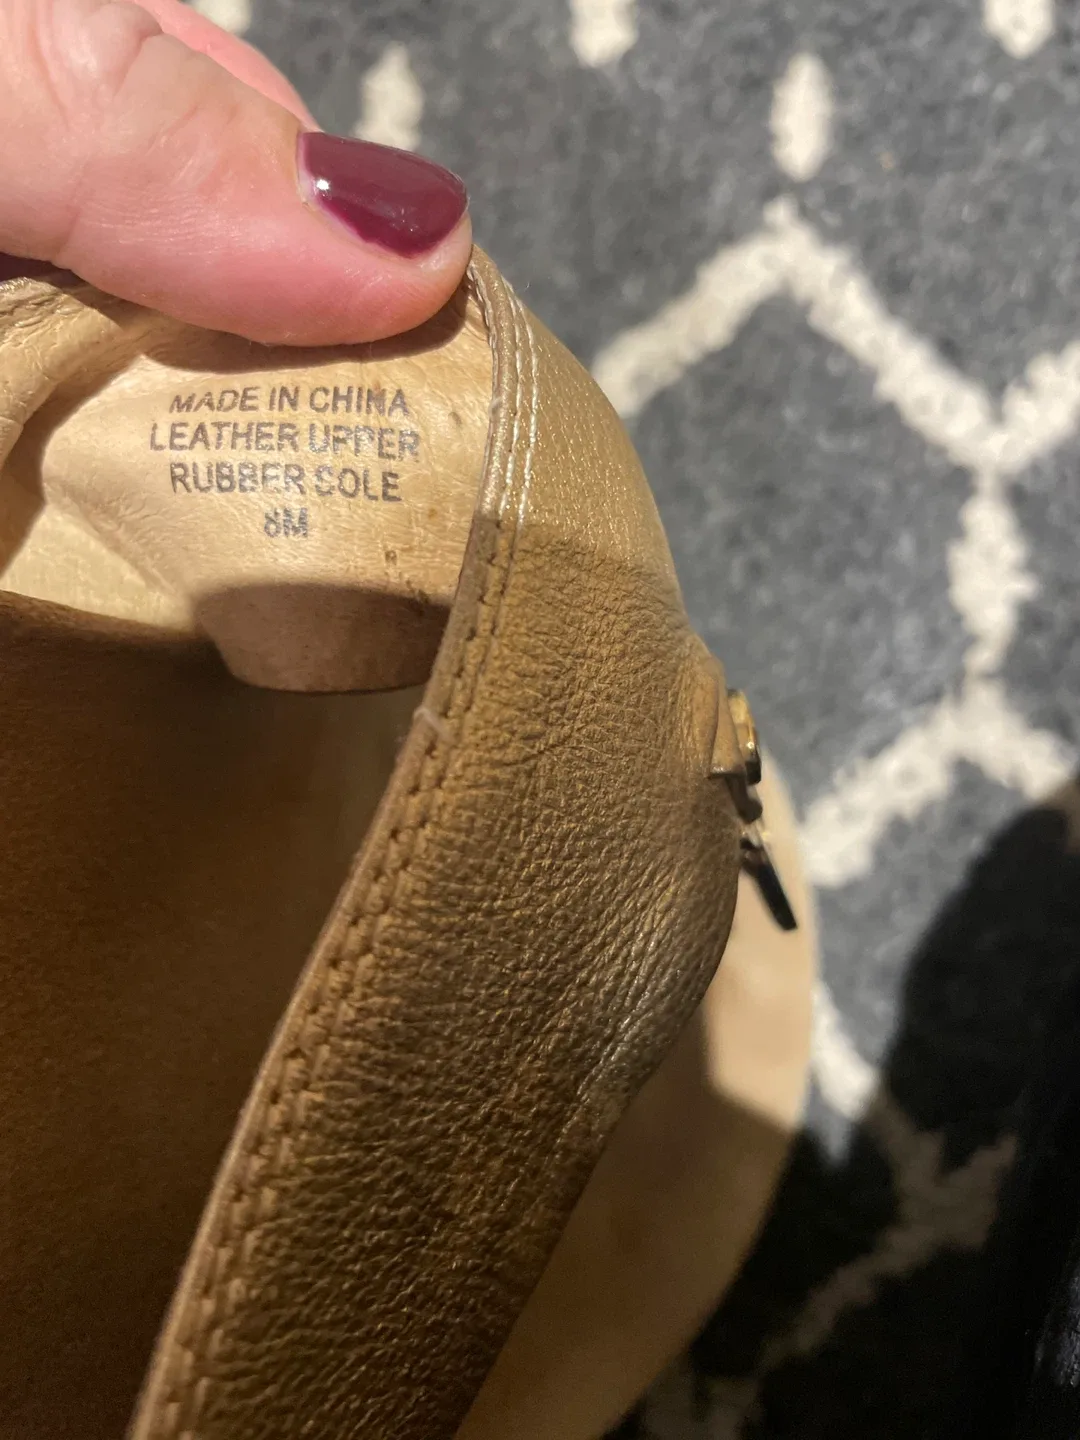 MADE IN CHINA
LEATHER UPPER
RUBBER SOLE
8M